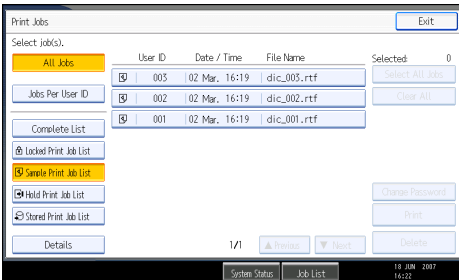 Print Jobs
Exit
Select job(s).
All Jobs
Jobs Per User ID
Complete List
Locked Print Job List
Sample Print Job List
Hold Print Job List
Stored Print Job List
Details
User ID Date / Time File Name
003 02 Mar. 16:19 dic_003.rtf
002 02 Mar. 16:19 dic_002.rtf
001 02 Mar. 16:19 dic_001.rtf
1/1
▲ Previous ▼ Next
Selected: 0
Select All Jobs
Clear All
Change Password
Print
Delete
System Status Job List
18 JUN 2007
16:22